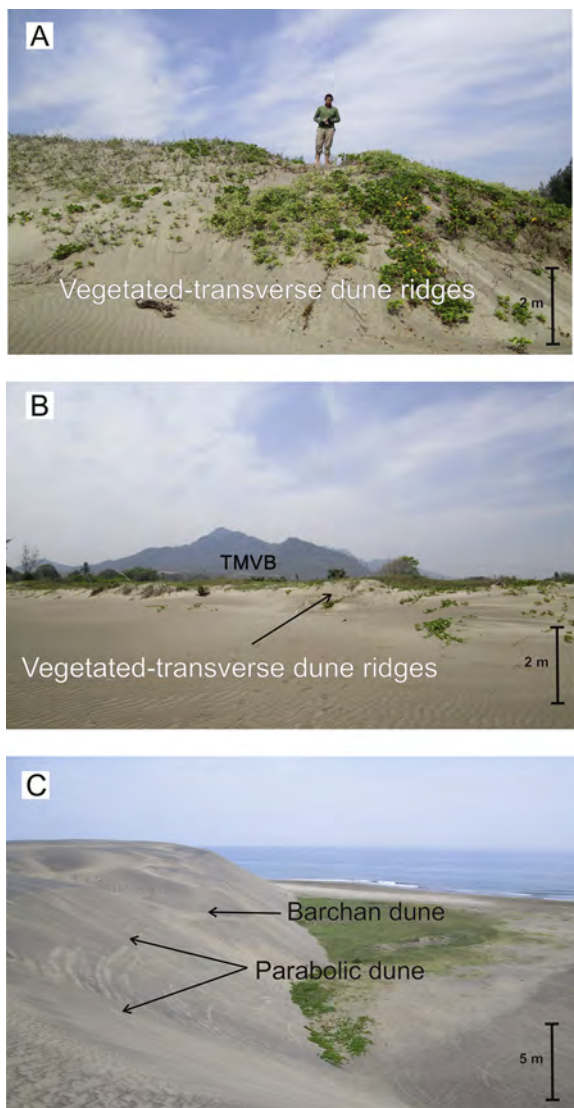 A
Vegetated-transverse dune ridges
2 m
B
TMVB
Vegetated-transverse dune ridges
2 m
C
Barchan dune
Parabolic dune
5 m